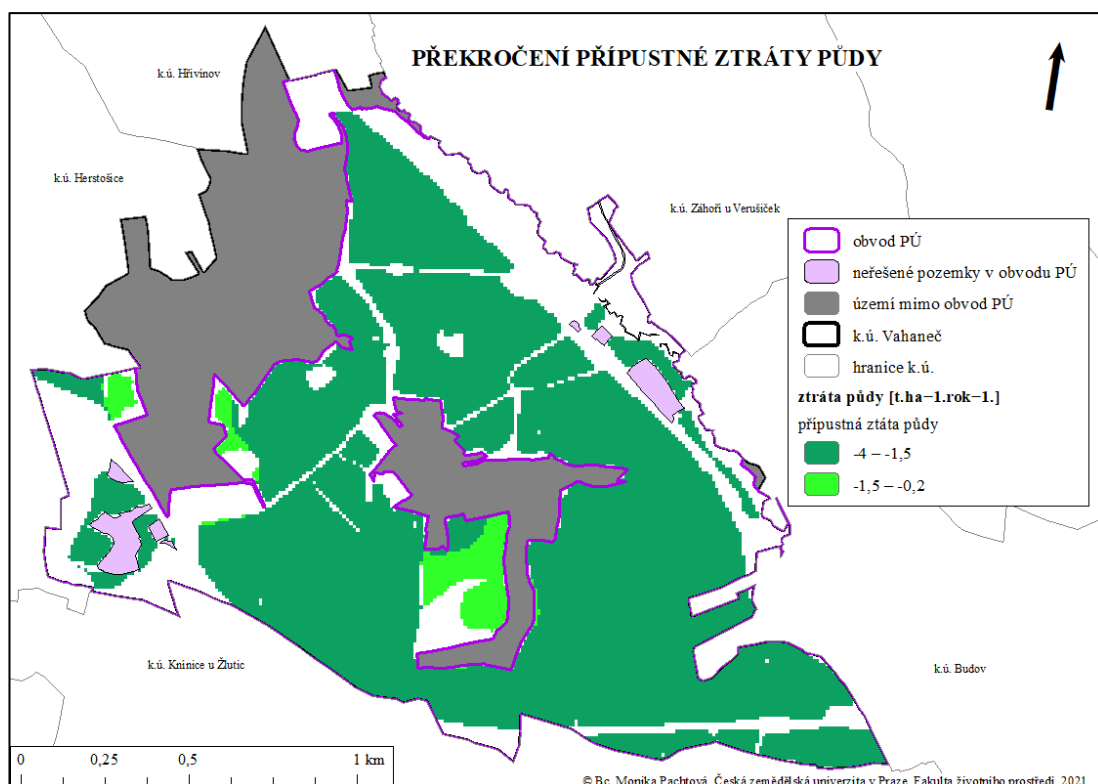 PŘEKROČENÍ PŘÍPUSTNÉ ZTRÁTY PŮDY
k.ú. Hřivínov
k.ú. Herstošice
k.ú. Záhoří u Verušiček
obvod PÚ
neřešené pozemky v obvodu PÚ
území mimo obvod PÚ
k.ú. Vahaneč
hranice k.ú.
ztráta půdy [t.ha−1.rok−1.]
přípustná ztáta půdy
-4 – -1,5
-1,5 – -0,2
k.ú. Knínice u Žlutic
k.ú. Budov
0 0,25 0,5 1 km
© Bc. Monika Pachtová, Česká zemědělská univerzita v Praze, Fakulta životního prostředí, 2021